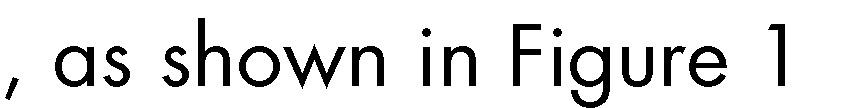 , as shown in Figure 1